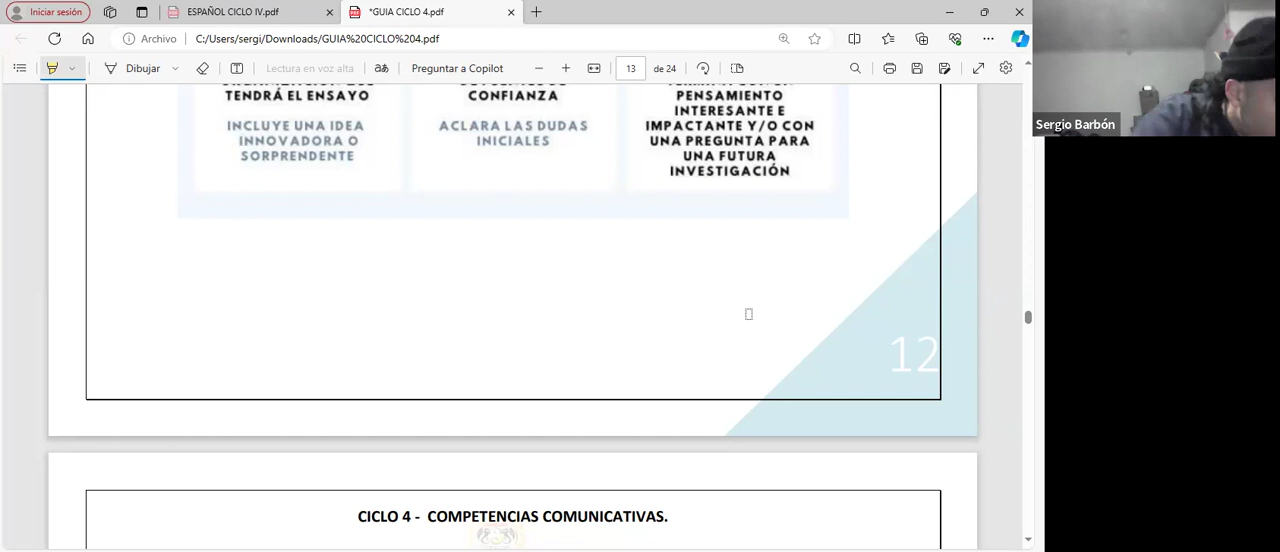 Iniciar sesión
ESPAÑOL CICLO IV.pdf
*GUIA CICLO 4.pdf
Archivo
C:/Users/sergi/Downloads/GUIA%20CICLO%204.pdf
Dibujar
Lectura en voz alta
aあ
Preguntar a Copilot
13 de 24
TENDRÁ EL ENSAYO
INCLUYE UNA IDEA
INNOVADORA O
SORPRENDENTE
CONFIANZA
ACLARA LAS DUDAS
INICIALES
PENSAMIENTO
INTERESANTE E
IMPACTANTE Y/O CON
UNA PREGUNTA PARA
UNA FUTURA
INVESTIGACIÓN
12
CICLO 4 - COMPETENCIAS COMUNICATIVAS.
Sergio Barbón